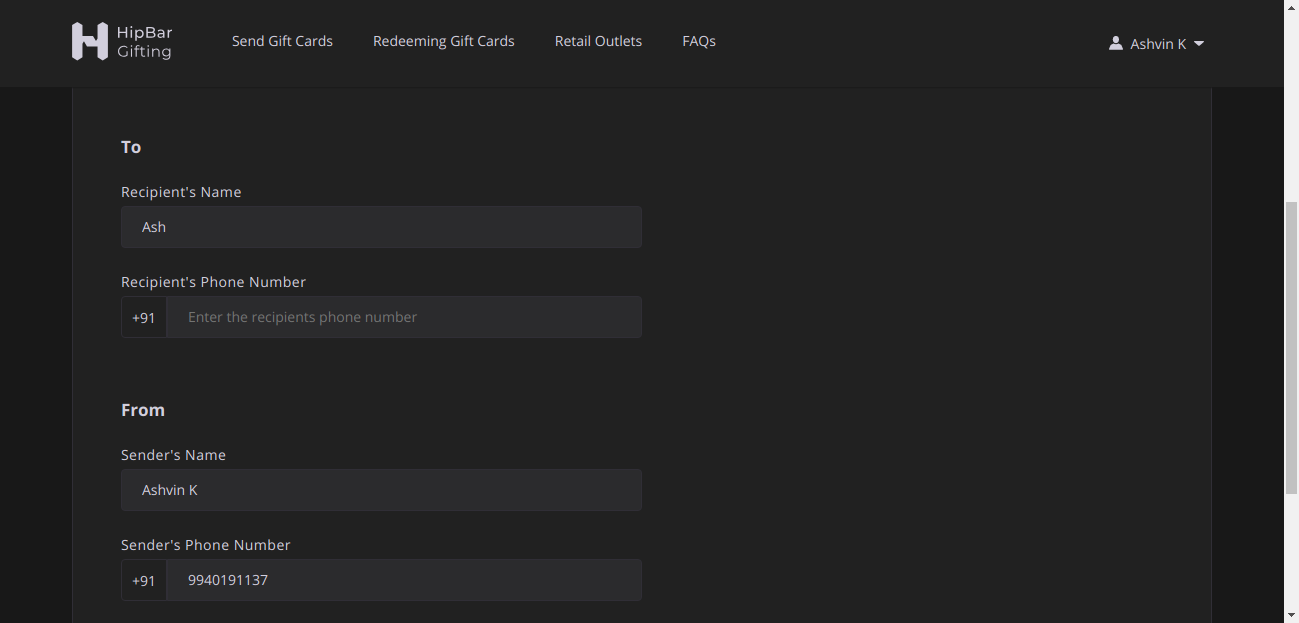 HipBar
Gifting
Send Gift Cards
Redeeming Gift Cards
Retail Outlets
FAQs
Ashvin K
To
Recipient's Name
Ash
Recipient's Phone Number
+91
Enter the recipients phone number
From
Sender's Name
Ashvin K
Sender's Phone Number
+91
9940191137